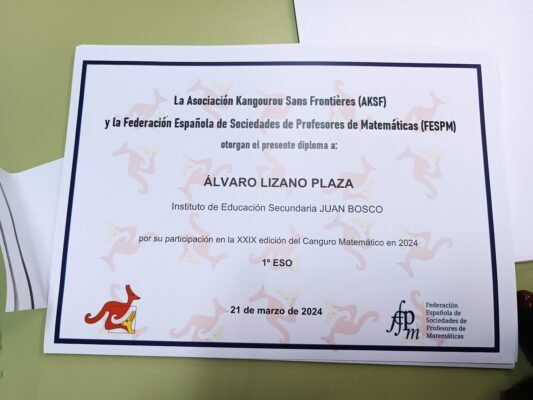 La Asociación Kangourou Sans Frontières (AKSF)
y la Federación Española de Sociedades de Profesores de Matemáticas (FESPM)
otorgan el presente diploma a:
ÁLVARO LIZANO PLAZA
Instituto de Educación Secundaria JUAN BOSCO
por su participación en la XXIX edición del Canguro Matemático en 2024
1º ESO
21 de marzo de 2024
Federación
Española de
Sociedades de
Profesores de
Matemáticas